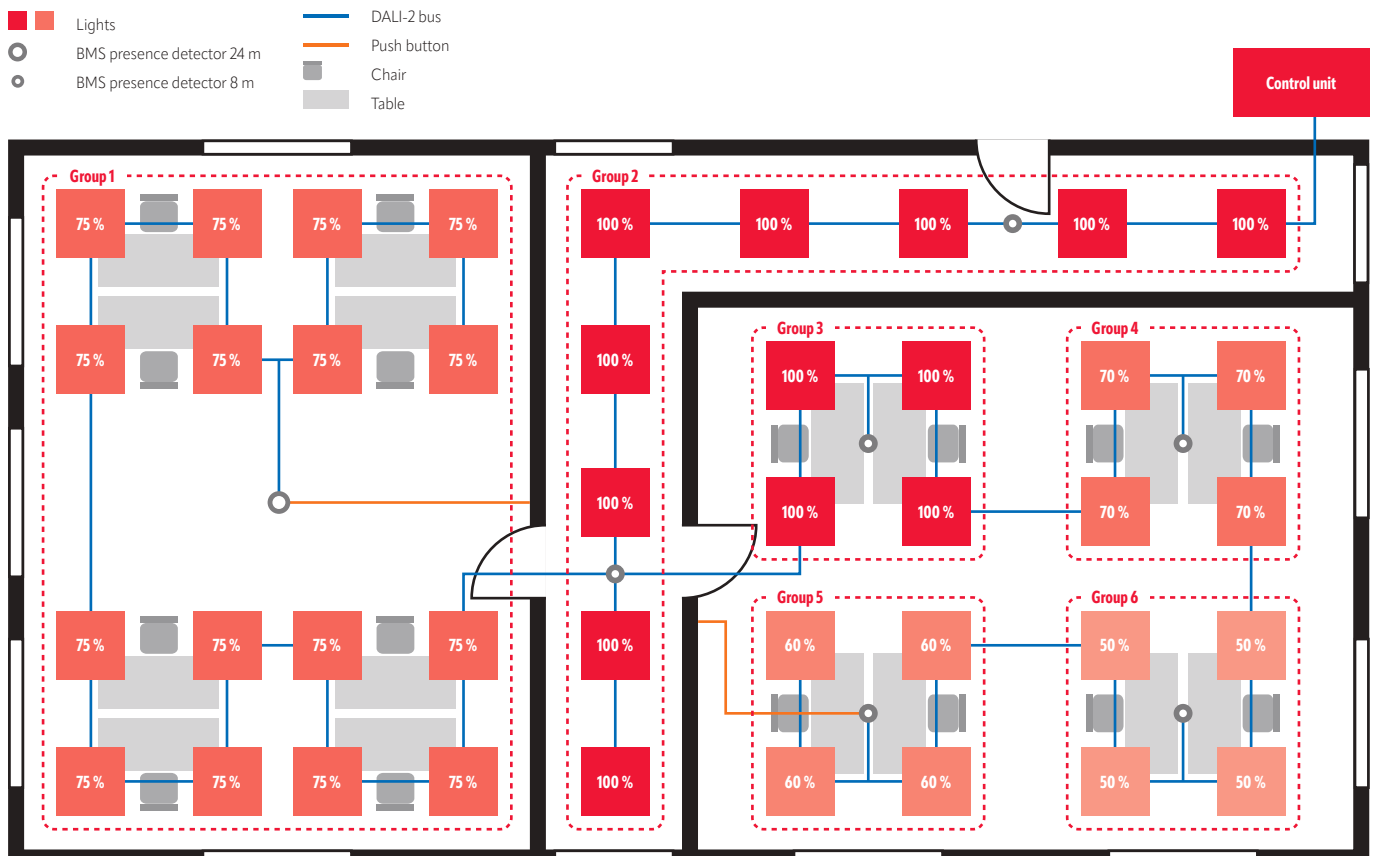 Lights
BMS presence detector 24 m
BMS presence detector 8 m
DALI-2 bus
Push button
Chair
Table
Control unit
Group 1
75 % 75 % 75 % 75 %
75 % 75 % 75 % 75 %
75 % 75 % 75 % 75 %
75 % 75 % 75 % 75 %
Group 2
100 % 100 % 100 % 100 % 100 %
100 %
100 %
100 %
100 %
Group 3
100 % 100 %
100 % 100 %
Group 4
70 % 70 %
70 % 70 %
Group 5
60 % 60 %
60 % 60 %
Group 6
50 % 50 %
50 % 50 %